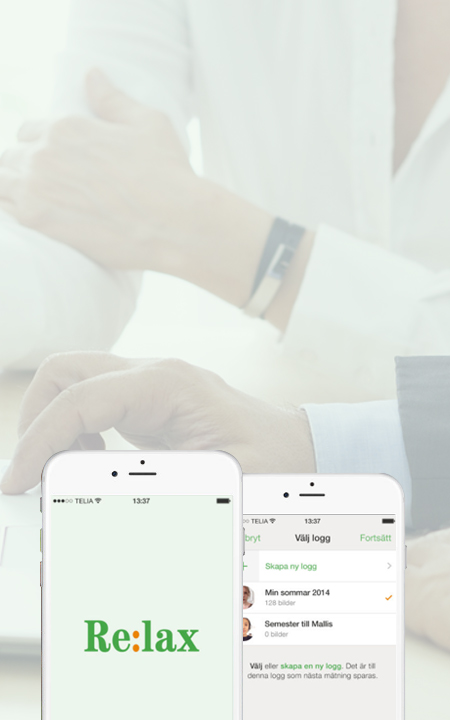 TELIA 13:37
Re:lax
TELIA 13:37
bryt Välj logg Fortsätt
Skapa ny logg
Min sommar 2014
128 bilder
Semester till Mallis
0 bilder
Välj eller skapa en ny logg. Det är till
denna logg som nästa mätning sparas.